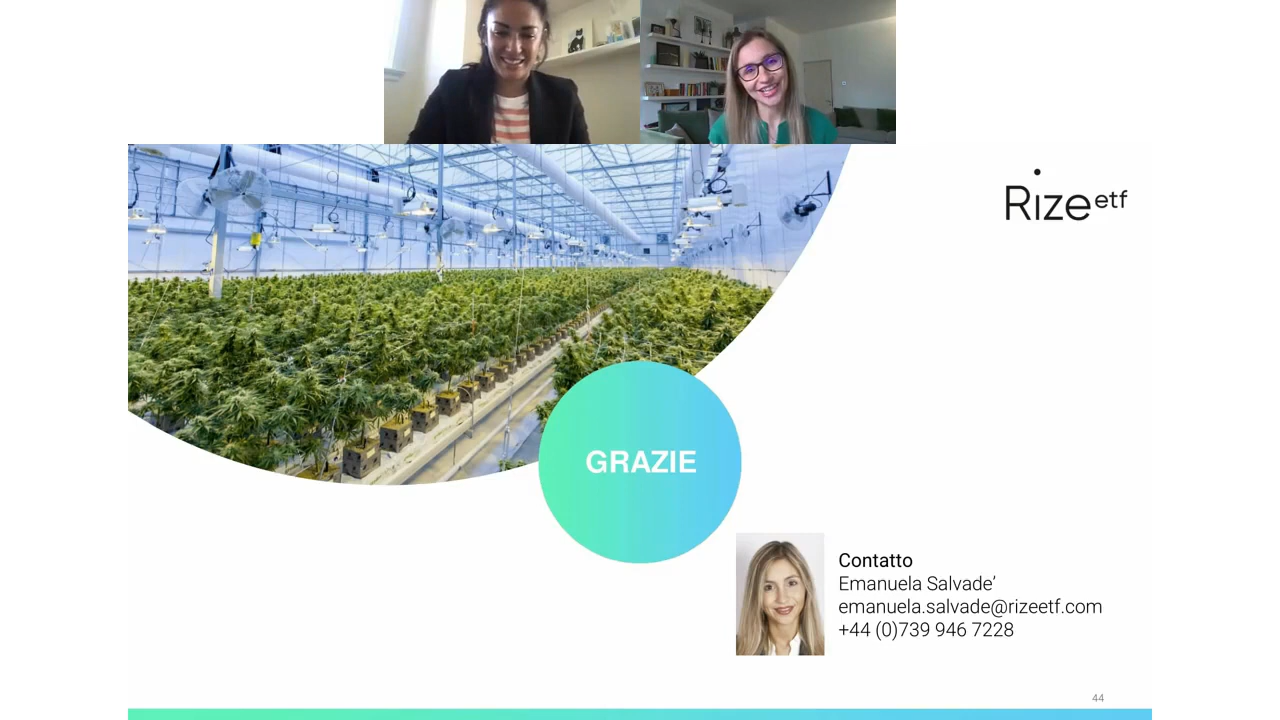 Rize etf
GRAZIE
Contatto
Emanuela Salvade’
emanuela.salvade@rizeetf.com
+44 (0)739 946 7228
44